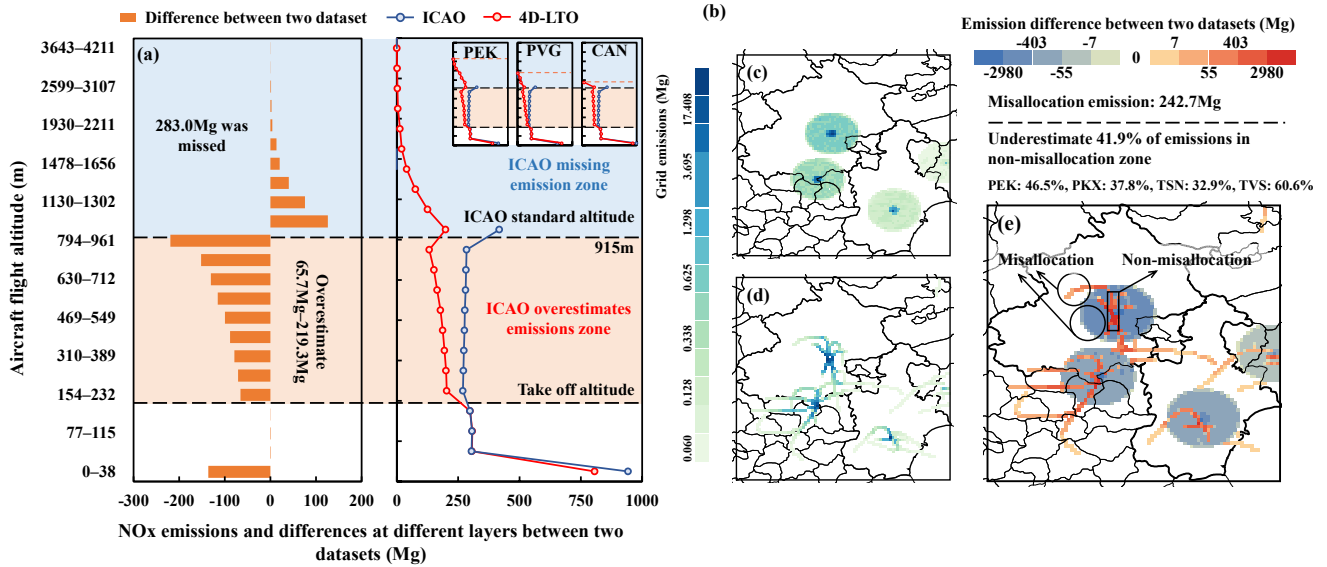 Difference between two dataset
ICAO
4D-LTO
(a)
Aircraft flight altitude (m)
3643–4211
2599–3107
1930–2211
1478–1656
1130–1302
794–961
630–712
469–549
310–389
154–232
77–115
0–38
283.0Mg was
missed
Overestimate
65.7Mg–219.3Mg
PEK
PVG
CAN
ICAO missing
emission zone
ICAO standard altitude
915m
ICAO overestimates
emissions zone
Take off altitude
-300 -200 -100 0 100 200
0 250 500 750 1000
NOx emissions and differences at different layers between two
datasets (Mg)
(b)
Grid emissions (Mg)
17.408
3.095
1.298
0.625
0.338
0.128
0.060
(c)
(d)
Emission difference between two datasets (Mg)
-403 -7 7 403
0
-2980 -55 55 2980
Misallocation emission: 242.7Mg
Underestimate 41.9% of emissions in
non-misallocation zone
PEK: 46.5%, PKX: 37.8%, TSN: 32.9%, TVS: 60.6%
(e)
Misallocation
Non-misallocation